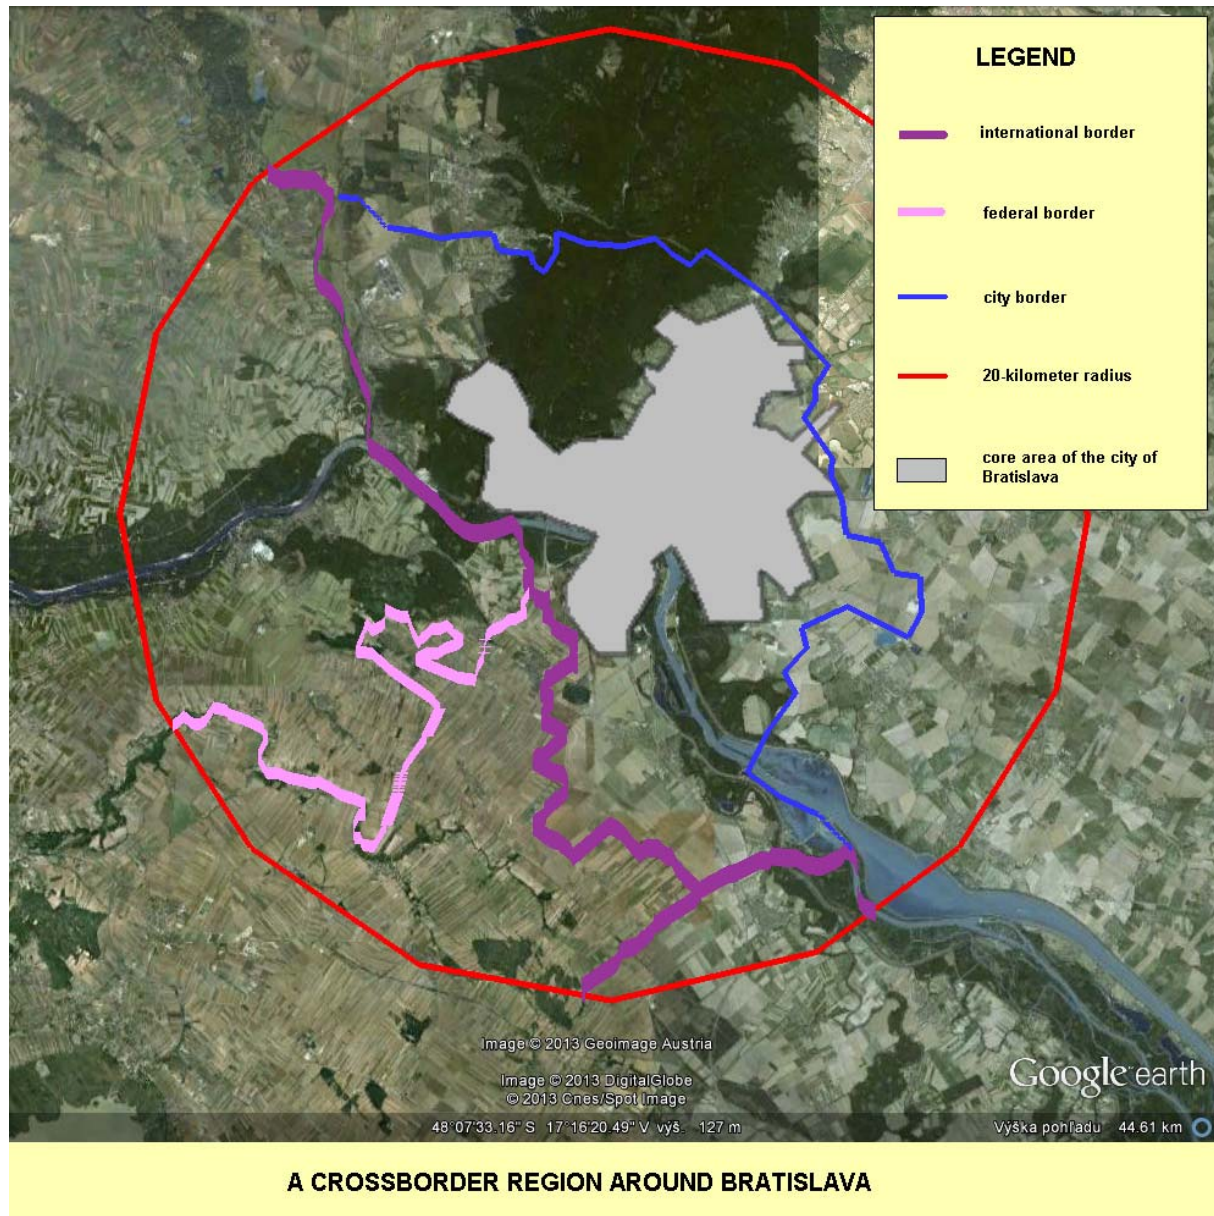 LEGEND
international border
federal border
city border
20-kilometer radius
core area of the city of
Bratislava
Image © 2013 Geoimage Austria
Image © 2013 DigitalGlobe
© 2013 Cnes/Spot Image
Google earth
48°07'33.16" S 17°16'20.49" V výš. 127 m
Výška pohľadu 44.61 km
A CROSSBORDER REGION AROUND BRATISLAVA